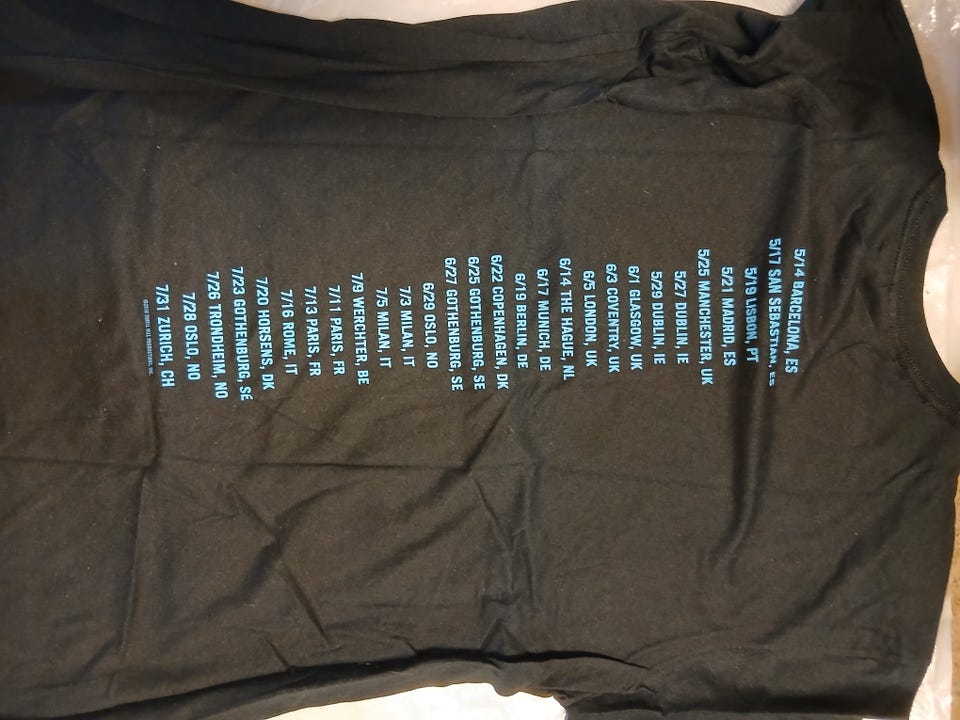 5/14 BARCELONA, ES
5/17 SAN SEBASTIAN, ES
5/19 LISBON, PT
5/21 MADRID, ES
5/25 MANCHESTER, UK
5/27 DUBLIN IE
5/29 DUBLIN, IE
6/1 GLASGOW, UK
6/3 COVENTRY, UK
6/5 LONDON, UK
6/14 THE HAGUE, NL
6/17 MUNICH, DE
6/19 BERLIN, DE
6/22 COPENHAGEN, DK
6/25 GOTHENBURG, SE
6/27 GOTHENBURG, SE
6/29 OSLO, NO
7/3 MILAN, IT
7/5 MILAN, IT
7/9 WERCHTER, BE
7/11 PARIS, FR
7/13 PARIS, FR
7/16 ROME, IT
7/20 HORSENS, DK
7/23 GOTHENBURG, SE
7/26 TRONDHEIM, NO
7/28 OSLO, NO
7/31 ZURICH, CH